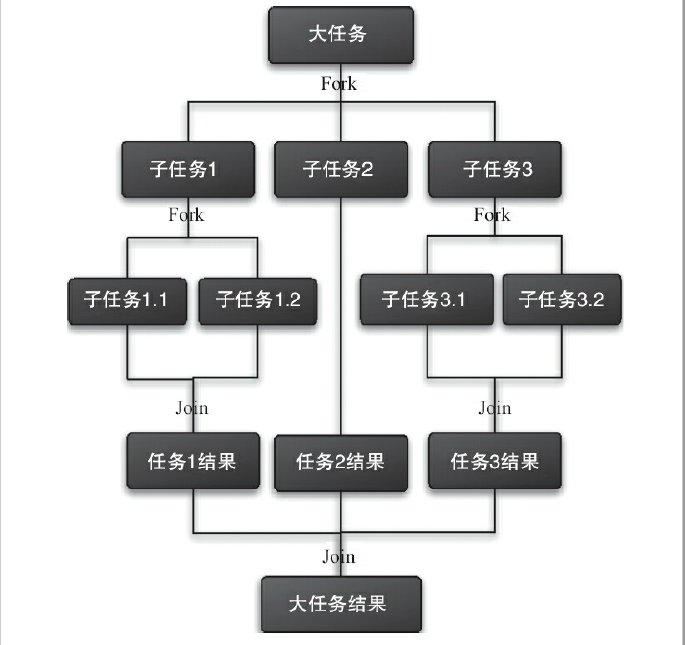 大任务
Fork
子任务1
子任务2
子任务3
Fork
Fork
子任务1.1
子任务1.2
子任务3.1
子任务3.2
Join
Join
任务1结果
任务2结果
任务3结果
Join
大任务结果